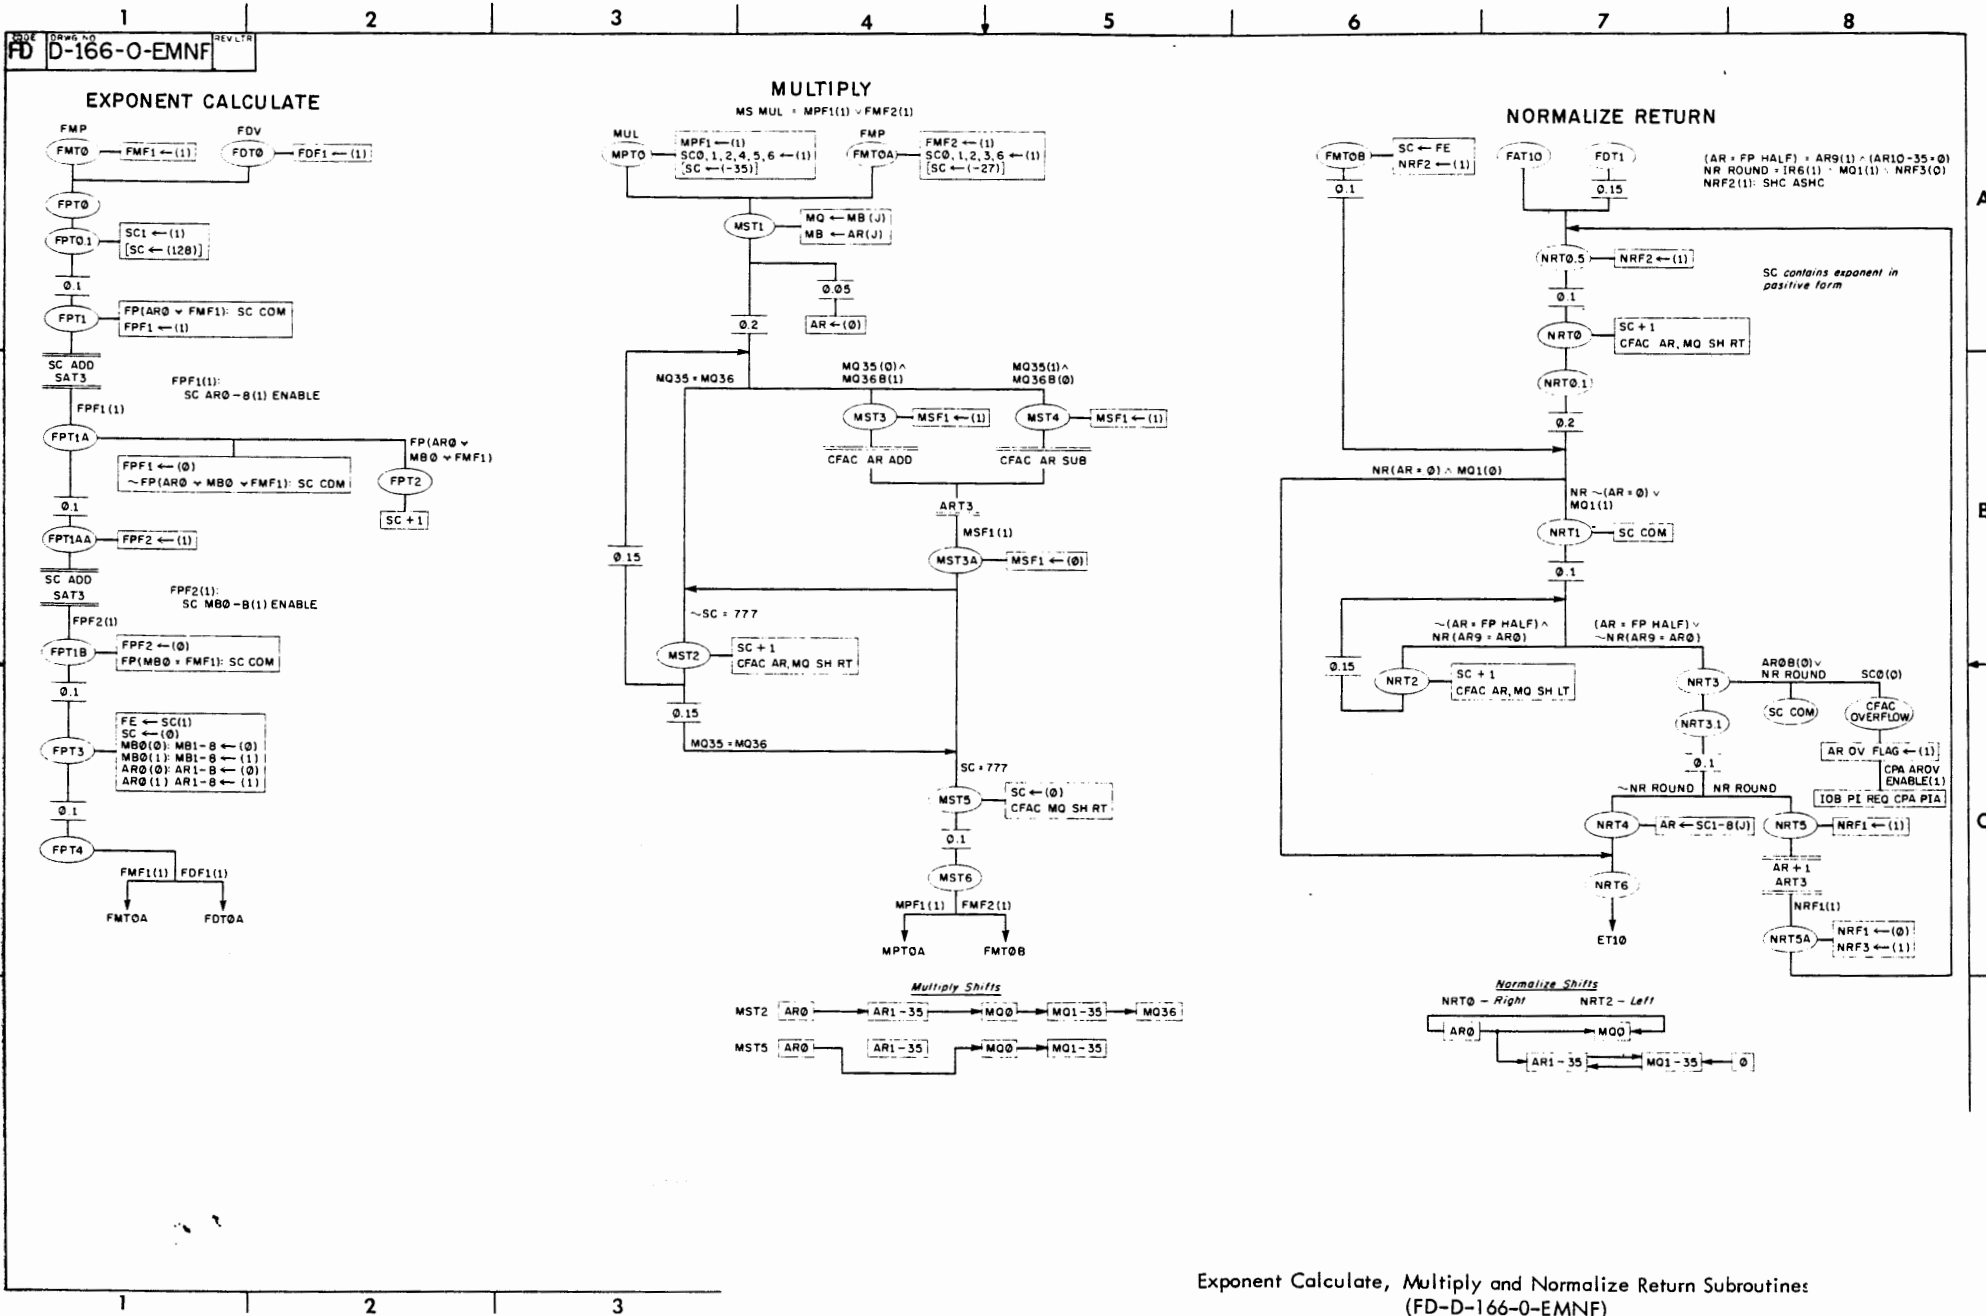 1 2 3 4 5 6 7 8
CODE DRWG NO REV LTR
FD D-166-O-EMNF
EXPONENT CALCULATE
FMP FDV
FMTØ FMF1 ← (1) FDTØ FDF1 ← (1)
FPTØ
FPTØ.1 SC1 ← (1)
[SC ← (128)]
Ø.1
FPT1 FP(ARØ ∨ FMF1): SC COM
FPF1 ← (1)
SC ADD
SAT3
FPF1(1):
SC ARØ-8(1) ENABLE
FPF1(1)
FPT1A
FP(ARØ ∨
MBØ ∨ FMF1)
FPF1 ← (Ø)
~FP(ARØ ∨ MBØ ∨ FMF1): SC COM
FPT2
SC + 1
Ø.1
FPT1AA FPF2 ← (1)
SC ADD
SAT3
FPF2(1):
SC MBØ-8(1) ENABLE
FPF2(1)
FPT1B FPF2 ← (Ø)
FP(MBØ = FMF1): SC COM
Ø.1
FPT3 FE ← SC(1)
SC ← (Ø)
MBØ(Ø): MB1-8 ← (Ø)
MBØ(1): MB1-8 ← (1)
ARØ(Ø): AR1-8 ← (Ø)
ARØ(1) AR1-8 ← (1)
Ø.1
FPT4
FMF1(1) FDF1(1)
FMTØA FDTØA
MULTIPLY
MS MUL = MPF1(1) ∨ FMF2(1)
MUL FMP
MPTØ MPF1 ← (1)
SCØ,1,2,4,5,6 ← (1)
[SC ← (-35)]
FMTØA FMF2 ← (1)
SCØ,1,2,3,6 ← (1)
[SC ← (-27)]
MST1 MQ ← MB(J)
MB ← AR(J)
Ø.05
Ø.2 AR ← (Ø)
MQ35 = MQ36
MQ35(Ø) ∧
MQ36B(1)
MQ35(1) ∧
MQ36B(Ø)
MST3 MSF1 ← (1) MST4 MSF1 ← (1)
CFAC AR ADD CFAC AR SUB
ART3
MSF1(1)
Ø.15 MST3A MSF1 ← (Ø)
~SC = 777
MST2 SC + 1
CFAC AR, MQ SH RT
Ø.15
MQ35 = MQ36
SC = 777
MST5 SC ← (Ø)
CFAC MQ SH RT
Ø.1
MST6
MPF1(1) FMF2(1)
MPTØA FMTØB
Multiply Shifts
MST2 ARØ AR1-35 MQØ MQ1-35 MQ36
MST5 ARØ AR1-35 MQØ MQ1-35
NORMALIZE RETURN
FMTØB SC ← FE
NRF2 ← (1)
FAT1O FDT1
Ø.1 Ø.15
(AR = FP HALF) = AR9(1) ∧ (AR10-35=Ø)
NR ROUND = IR6(1) MQ1(1) NRF3(Ø)
NRF2(1): SHC ASHC
NRTØ.5 NRF2 ← (1)
SC contains exponent in
positive form
Ø.1
NRTØ SC + 1
CFAC AR, MQ SH RT
NRTØ.1
Ø.2
NR(AR = Ø) ∧ MQ1(Ø)
NR ~(AR = Ø) ∨
MQ1(1)
NRT1 SC COM
Ø.1
~(AR = FP HALF) ∧
NR(AR9 = ARØ)
(AR = FP HALF) ∨
~NR(AR9 = ARØ)
Ø.15 NRT2 SC + 1
CFAC AR, MQ SH LT
NRT3
ARØB(Ø) ∨
NR ROUND
SCØ(Ø)
SC COM
CFAC
OVERFLOW
NRT3.1
AR OV FLAG ← (1)
Ø.1
CPA AROV
ENABLE(1)
IOB PI REQ CPA PIA
~NR ROUND NR ROUND
NRT4 AR ← SC1-8(J) NRT5 NRF1 ← (1)
AR + 1
ART3
NRT6
NRF1(1)
ET10
NRT5A NRF1 ← (Ø)
NRF3 ← (1)
Normalize Shifts
NRTØ - Right NRT2 - Left
ARØ MQØ
AR1-35 MQ1-35 Ø
A
B
C
1 2 3
Exponent Calculate, Multiply and Normalize Return Subroutines
(FD-D-166-0-EMNF)